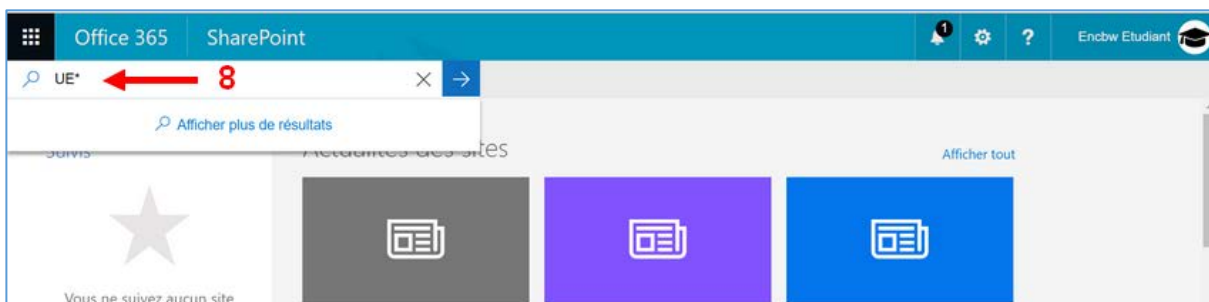 Office 365 SharePoint 1 ? Encbw Etudiant
UE* 8
Afficher plus de résultats
Suivis Actualités des sites Afficher tout
Vous ne suivez aucun site